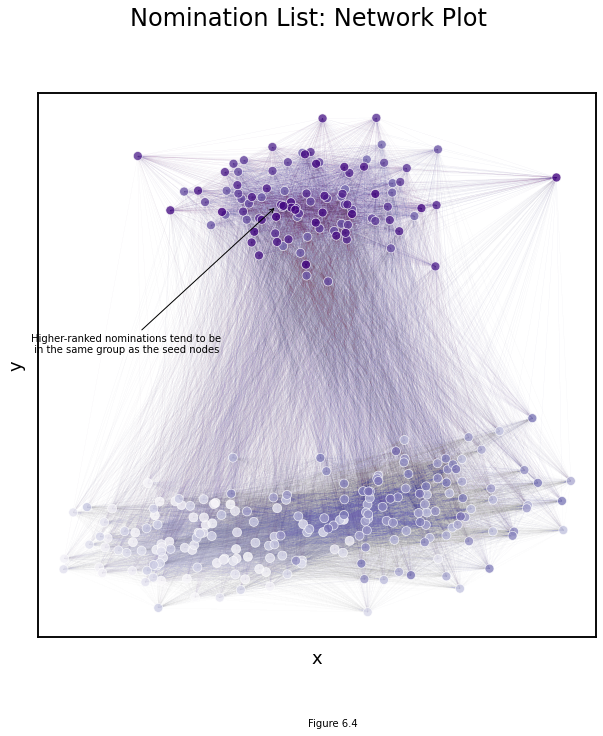 Nomination List: Network Plot
Higher-ranked nominations tend to be
in the same group as the seed nodes
y
x
Figure 6.4